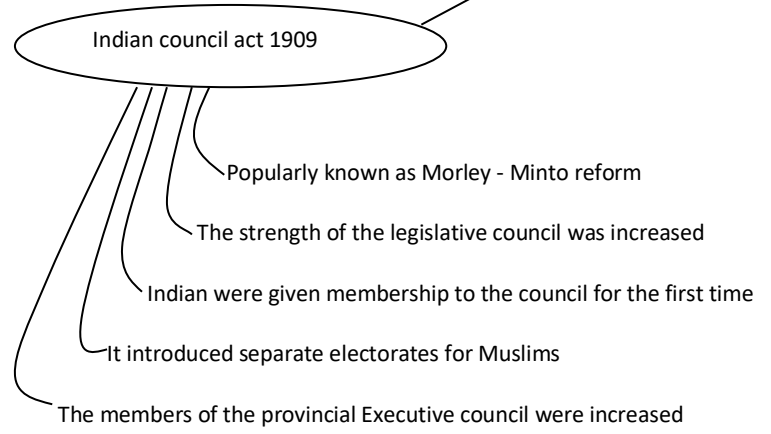 Indian council act 1909
Popularly known as Morley - Minto reform
The strength of the legislative council was increased
Indian were given membership to the council for the first time
It introduced separate electorates for Muslims
The members of the provincial Executive council were increased